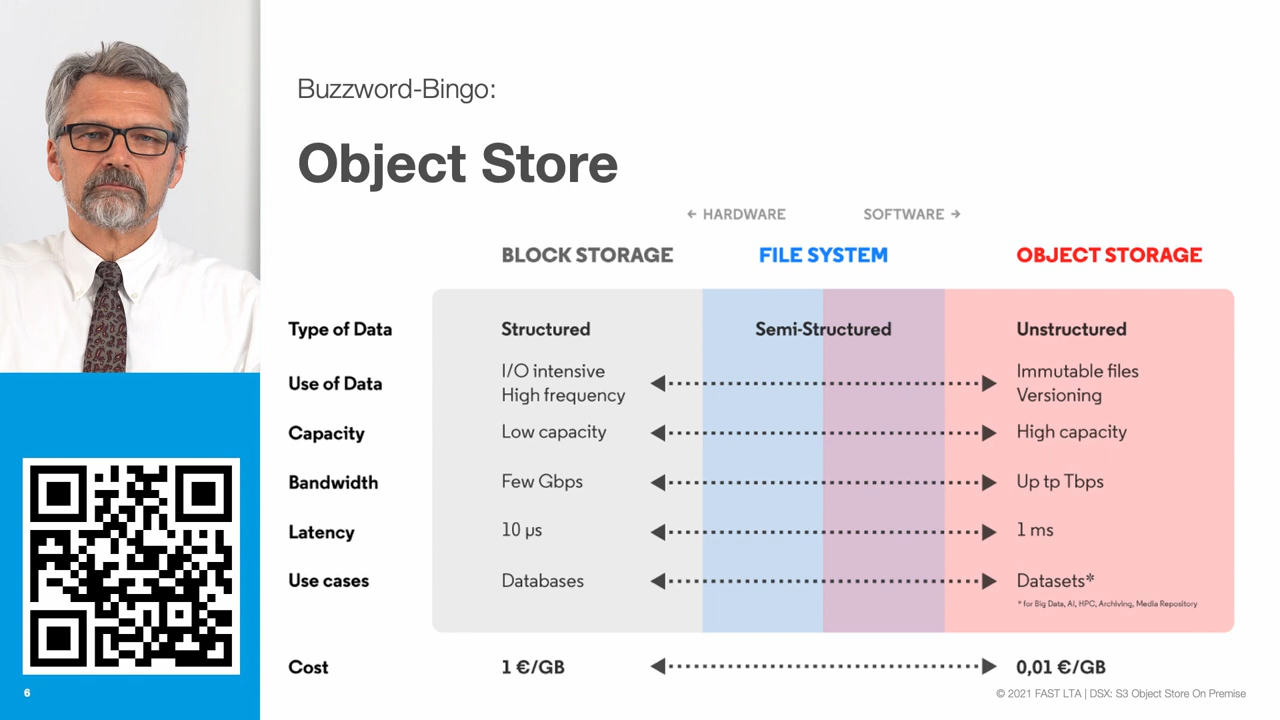 Buzzword-Bingo:
Object Store
← HARDWARE SOFTWARE →
BLOCK STORAGE FILE SYSTEM OBJECT STORAGE
Type of Data Structured Semi-Structured Unstructured
Use of Data I/O intensive Immutable files
High frequency Versioning
Capacity Low capacity High capacity
Bandwidth Few Gbps Up tp Tbps
Latency 10 µs 1 ms
Use cases Databases Datasets*
* for Big Data, AI, HPC, Archiving, Media Repository
Cost 1 €/GB 0,01 €/GB
6 © 2021 FAST LTA | DSX: S3 Object Store On Premise